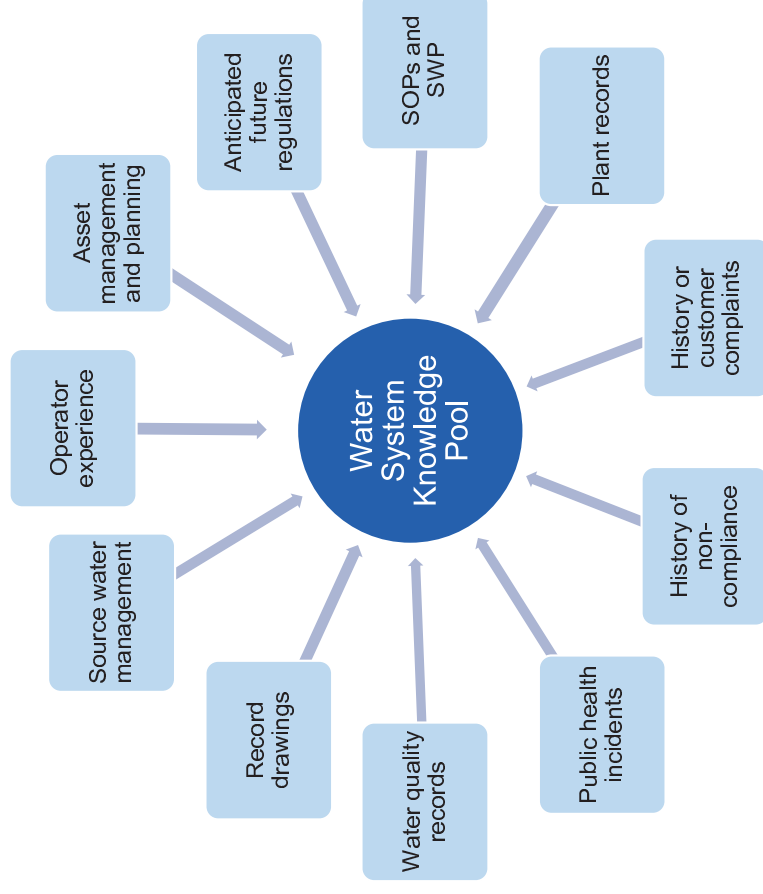 Water
System
Knowledge
Pool
Operator
experience
Asset
management
and planning
Anticipated
future
regulations
SOPs and
SWP
Plant records
History or
customer
complaints
History of
non-
compliance
Public health
incidents
Water quality
records
Record
drawings
Source water
management